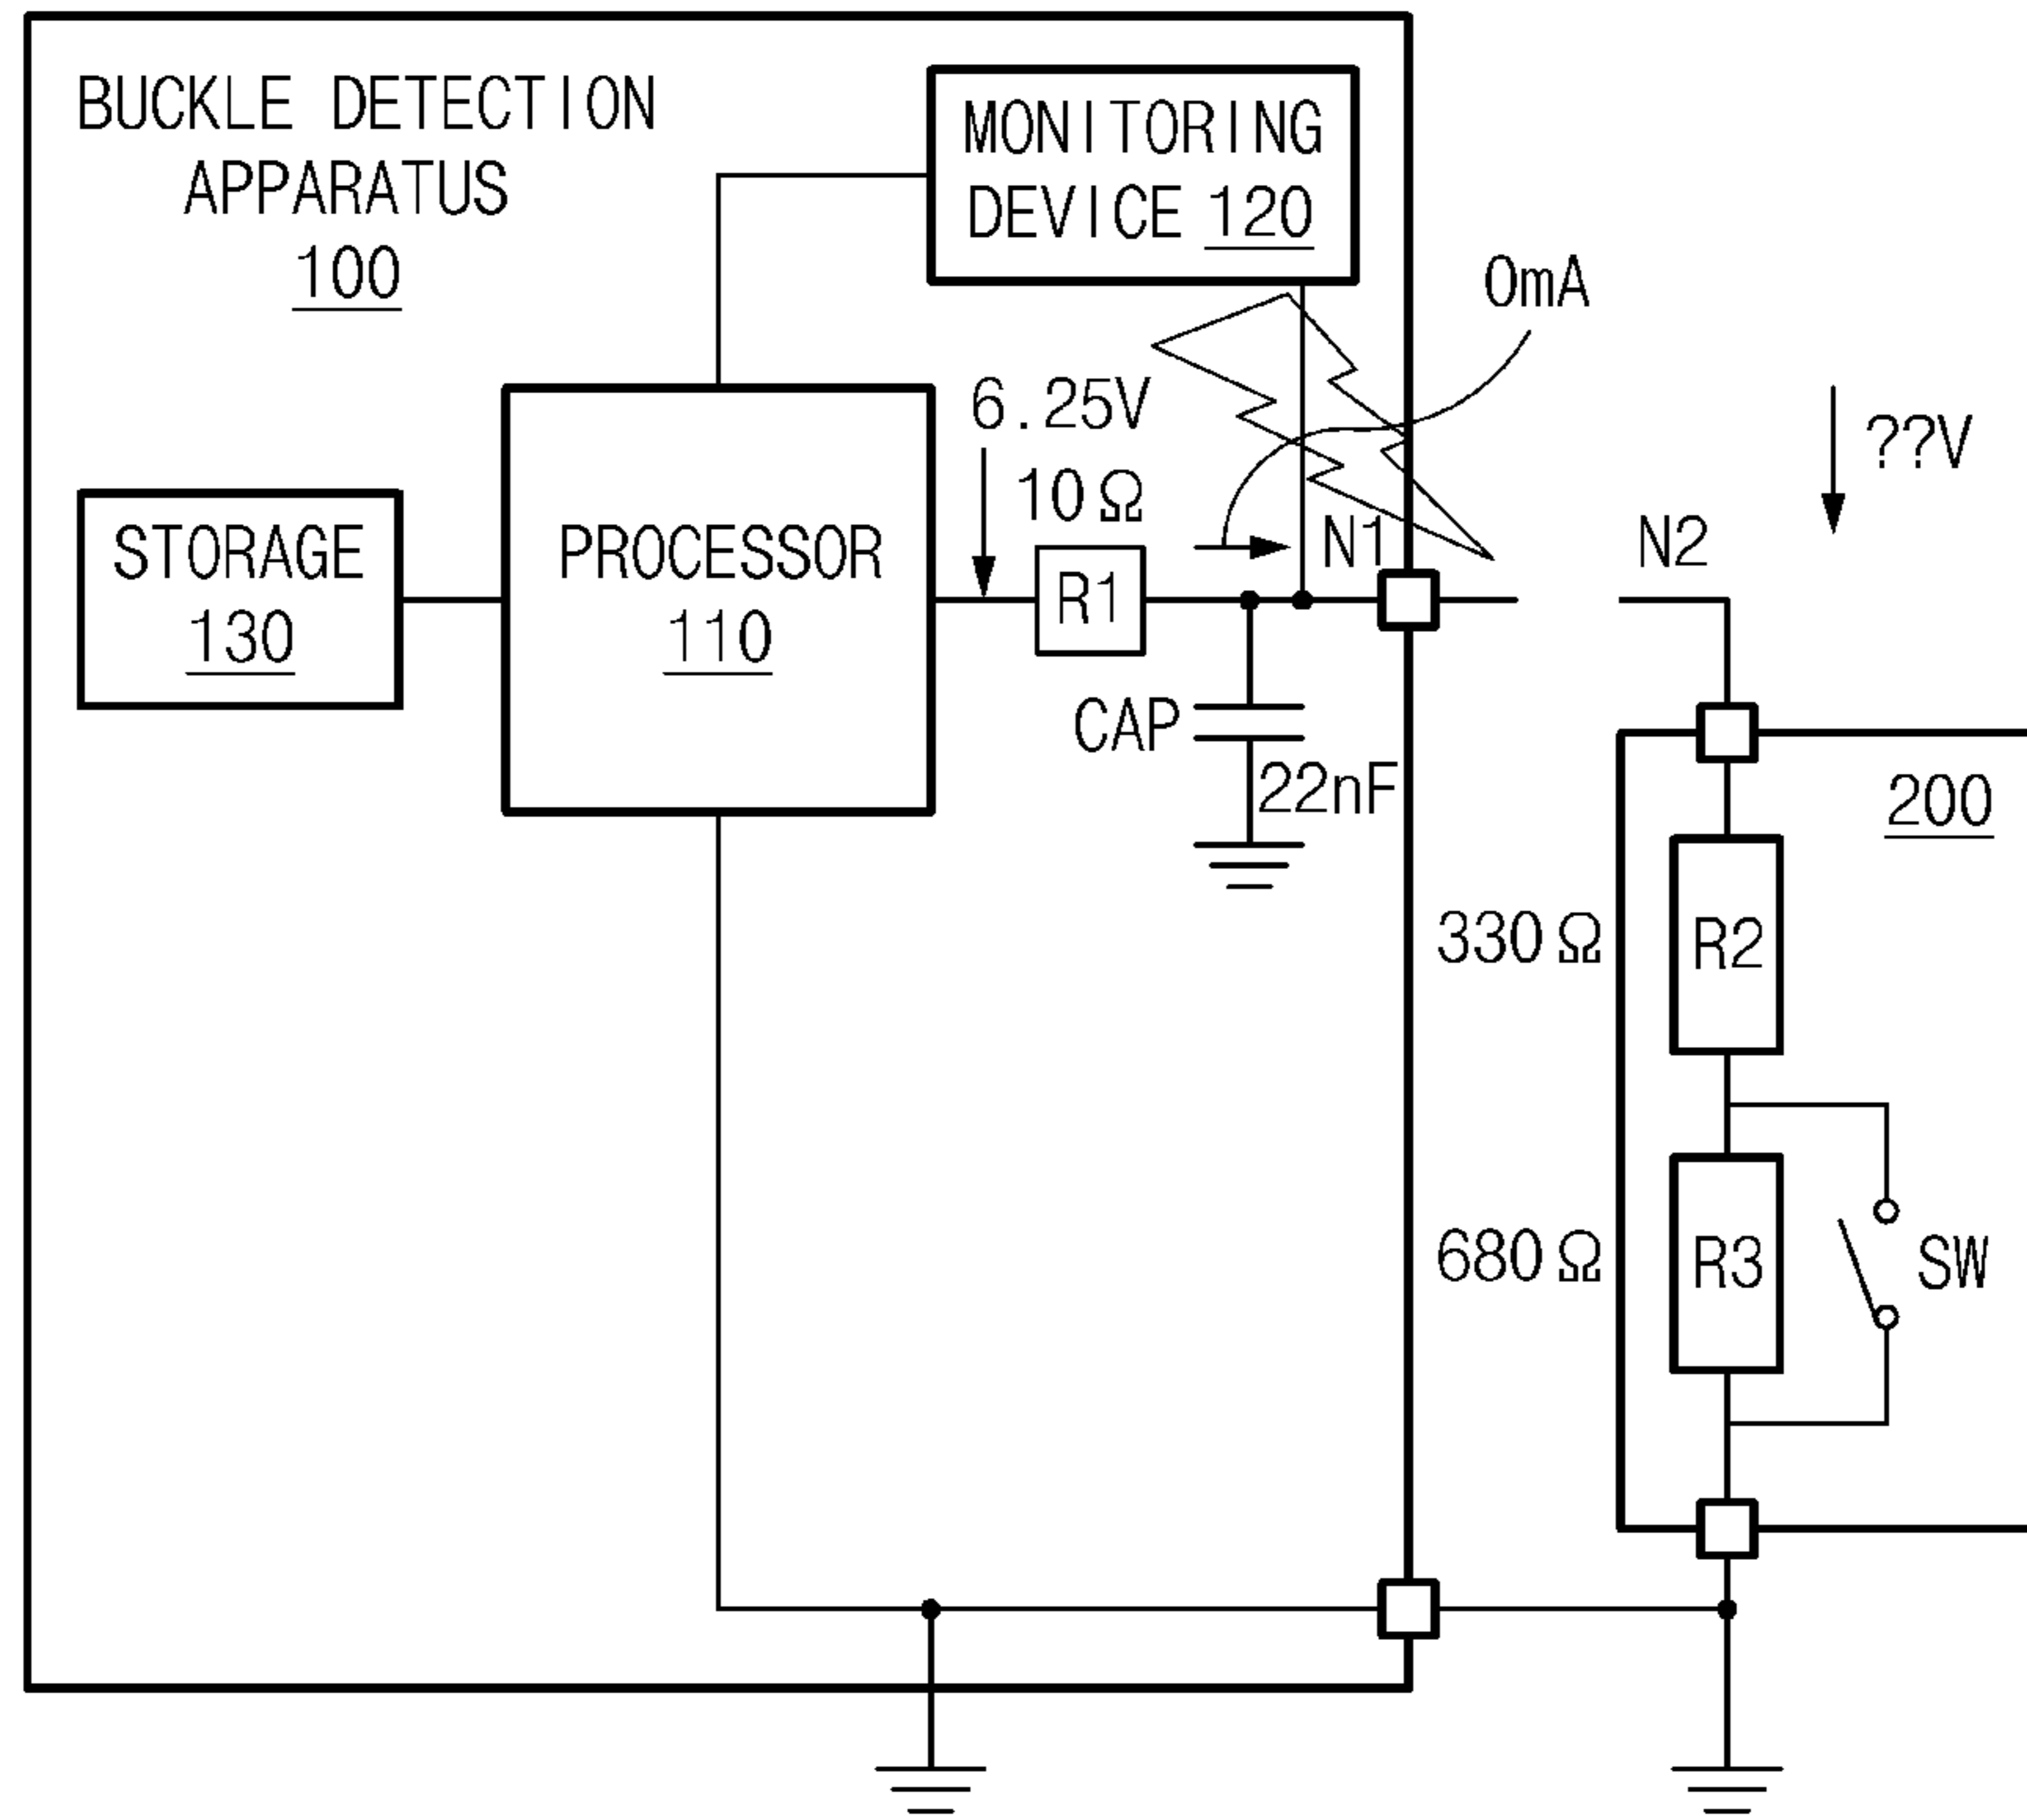 BUCKLE DETECTION
APPARATUS
100
MONITORING
DEVICE 120
0mA
6.25V
10Ω
??V
STORAGE
130
PROCESSOR
110
R1
N1
N2
CAP
22nF
200
330Ω
R2
680Ω
R3
SW